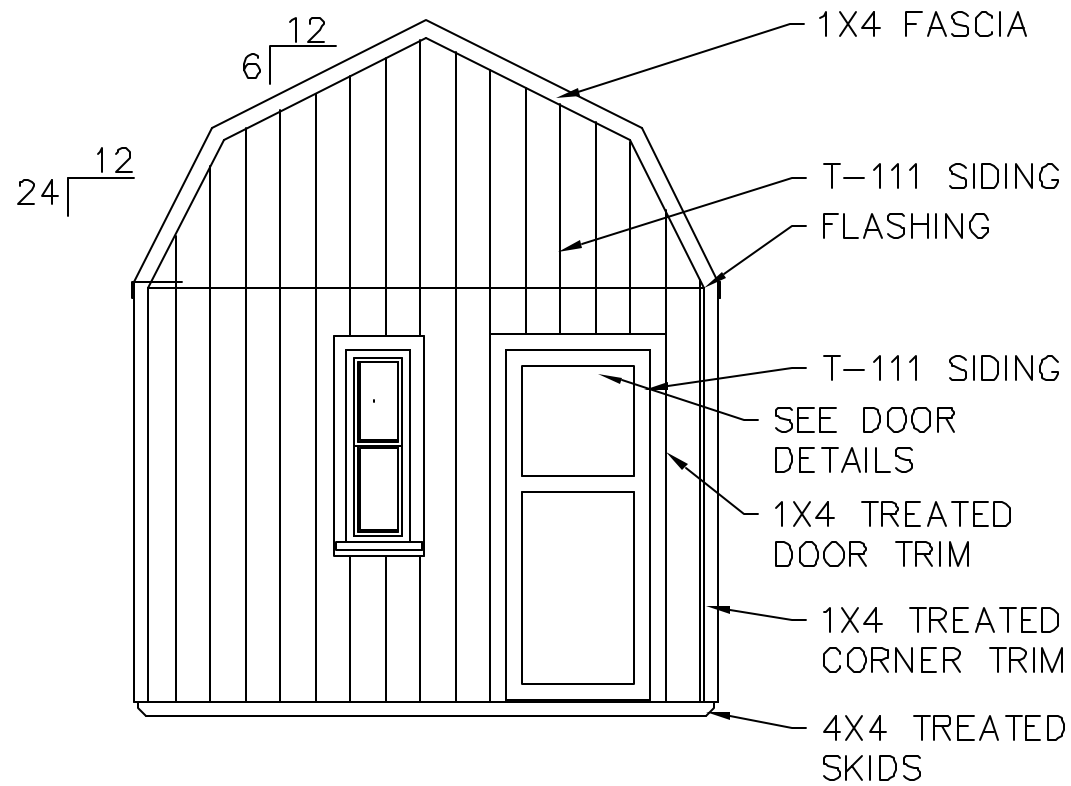 1X4 FASCIA
12
6
12
24
T-111 SIDING
FLASHING
T-111 SIDING
SEE DOOR
DETAILS
1X4 TREATED
DOOR TRIM
1X4 TREATED
CORNER TRIM
4X4 TREATED
SKIDS